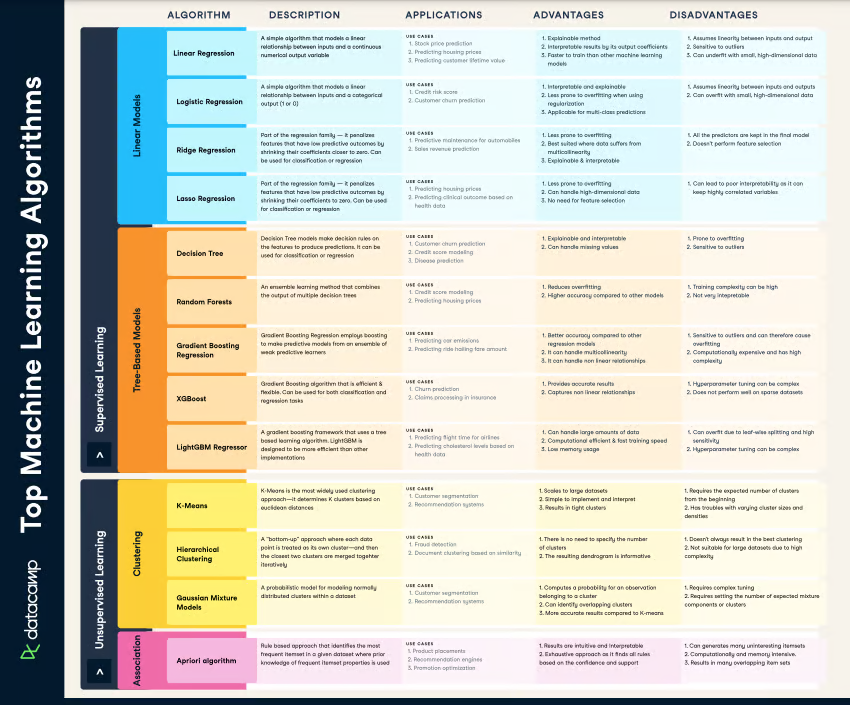 Top Machine Learning Algorithms
datacamp
ALGORITHM DESCRIPTION APPLICATIONS ADVANTAGES DISADVANTAGES
Supervised Learning
>
Linear Models
Linear Regression
A simple algorithm that models a linear
relationship between inputs and a continuous
numerical output variable
USE CASES
1. Stock price prediction
2. Predicting housing prices
3. Predicting customer lifetime value
1. Explainable method
2. Interpretable results by its output coefficients
3. Faster to train than other machine learning
models
1. Assumes linearity between inputs and output
2. Sensitive to outliers
3. Can underfit with small, high-dimensional data
Logistic Regression
A simple algorithm that models a linear
relationship between inputs and a categorical
output (1 or 0)
USE CASES
1. Credit risk score
2. Customer churn prediction
1. Interpretable and explainable
2. Less prone to overfitting when using
regularization
3. Applicable for multi-class predictions
1. Assumes linearity between inputs and outputs
2. Can overfit with small, high-dimensional data
Ridge Regression
Part of the regression family — it penalizes
features that have low predictive outcomes by
shrinking their coefficients closer to zero. Can
be used for classification or regression
USE CASES
1. Predictive maintenance for automobiles
2. Sales revenue prediction
1. Less prone to overfitting
2. Best suited where data suffers from
multicollinearity
3. Explainable & interpretable
1. All the predictors are kept in the final model
2. Doesn't perform feature selection
Lasso Regression
Part of the regression family — it penalizes
features that have low predictive outcomes by
shrinking their coefficients to zero. Can be used
for classification or regression
USE CASES
1. Predicting housing prices
2. Predicting clinical outcome based on
health data
1. Less prone to overfitting
2. Can handle high-dimensional data
3. No need for feature selection
1. Can lead to poor interpretability as it can
keep highly correlated variables
Tree-Based Models
Decision Tree
Decision Tree models make decision rules on
the features to produce predictions. It can be
used for classification or regression
USE CASES
1. Customer churn prediction
2. Credit score modeling
3. Disease prediction
1. Explainable and interpretable
2. Can handle missing values
1. Prone to overfitting
2. Sensitive to outliers
Random Forests
An ensemble learning method that combines
the output of multiple decision trees
USE CASES
1. Credit score modeling
2. Predicting housing prices
1. Reduces overfitting
2. Higher accuracy compared to other models
1. Training complexity can be high
2. Not very interpretable
Gradient Boosting
Regression
Gradient Boosting Regression employs boosting
to make predictive models from an ensemble of
weak predictive learners
USE CASES
1. Predicting car emissions
2. Predicting ride hailing fare amount
1. Better accuracy compared to other
regression models
2. It can handle multicollinearity
3. It can handle non linear relationships
1. Sensitive to outliers and can therefore cause
overfitting
2. Computationally expensive and has high
complexity
XGBoost
Gradient Boosting algorithm that is efficient &
flexible. Can be used for both classification and
regression tasks
USE CASES
1. Churn prediction
2. Claims processing in insurance
1. Provides accurate results
2. Captures non linear relationships
1. Hyperparameter tuning can be complex
2. Does not perform well on sparse datasets
LightGBM Regressor
A gradient boosting framework that uses a tree
based learning algorithm. LightGBM is
designed to be more efficient than other
implementations
USE CASES
1. Predicting flight time for airlines
2. Predicting cholesterol levels based on
health data
1. Can handle large amounts of data
2. Computational efficient & fast training speed
3. Low memory usage
1. Can overfit due to leaf-wise splitting and high
sensitivity
2. Hyperparameter tuning can be complex
Unsupervised Learning
>
Clustering
K-Means
K-Means is the most widely used clustering
approach—it determines K clusters based on
euclidean distances
USE CASES
1. Customer segmentation
2. Recommendation systems
1. Scales to large datasets
2. Simple to implement and interpret
3. Results in tight clusters
1. Requires the expected number of clusters
from the beginning
2. Has troubles with varying cluster sizes and
densities
Hierarchical
Clustering
A "bottom-up" approach where each data
point is treated as its own cluster—and then
the closest two clusters are merged together
iteratively
USE CASES
1. Fraud detection
2. Document clustering based on similarity
1. There is no need to specify the number
of clusters
2. The resulting dendrogram is informative
1. Doesn't always result in the best clustering
2. Not suitable for large datasets due to high
complexity
Gaussian Mixture
Models
A probabilistic model for modeling normally
distributed clusters within a dataset
USE CASES
1. Customer segmentation
2. Recommendation systems
1. Computes a probability for an observation
belonging to a cluster
2. Can identify overlapping clusters
3. More accurate results compared to K-means
1. Requires complex tuning
2. Requires setting the number of expected mixture
components or clusters
Association
Apriori algorithm
Rule based approach that identifies the most
frequent itemset in a given dataset where prior
knowledge of frequent itemset properties is used
USE CASES
1. Product placements
2. Recommendation engines
3. Promotion optimization
1. Results are intuitive and interpretable
2. Exhaustive approach as it finds all rules
based on the confidence and support
1. Can generates many uninteresting itemsets
2. Computationally and memory intensive.
3. Results in many overlapping item sets